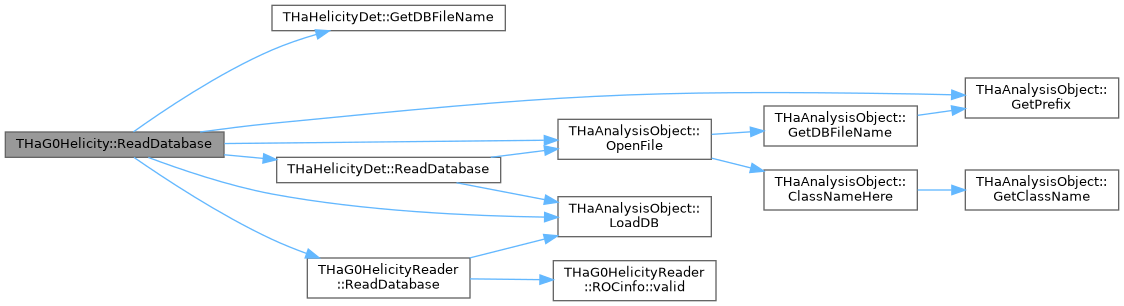 THaHelicityDet::GetDBFileName
THaG0Helicity::ReadDatabase
THaHelicityDet::ReadDatabase
THaG0HelicityReader
::ReadDatabase
THaAnalysisObject::
OpenFile
THaAnalysisObject::
LoadDB
THaG0HelicityReader
::ROCinfo::valid
THaAnalysisObject::
GetDBFileName
THaAnalysisObject::
ClassNameHere
THaAnalysisObject::
GetPrefix
THaAnalysisObject::
GetClassName